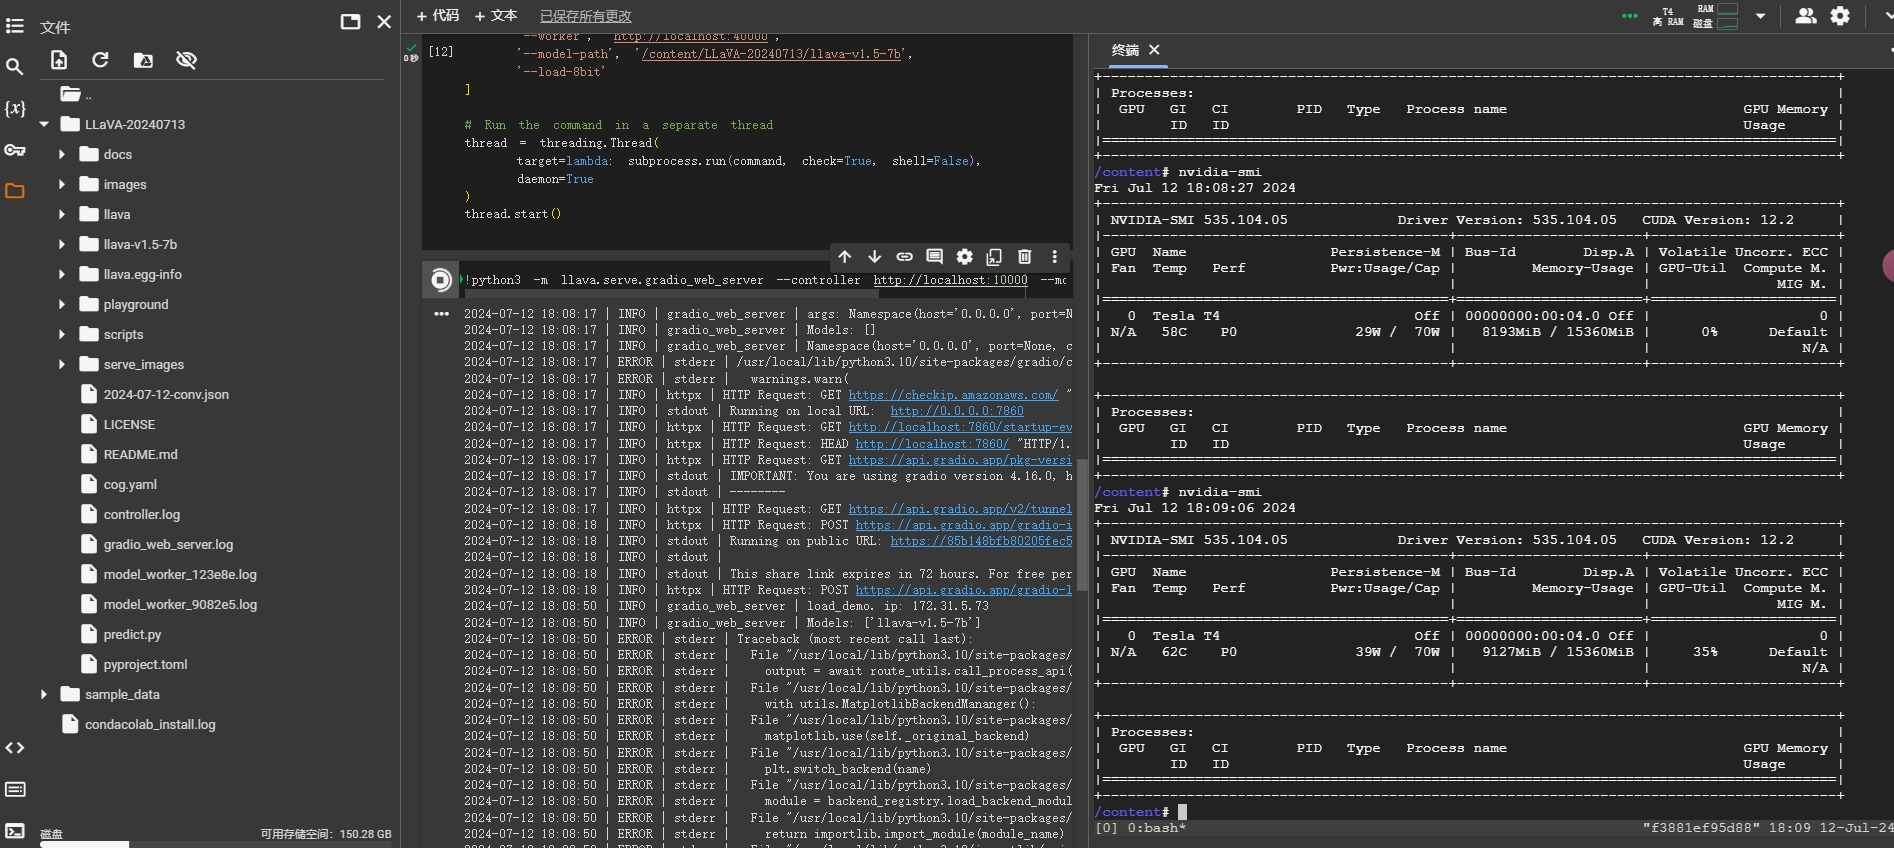 文件
..
LLaVA-20240713
docs
images
llava
llava-v1.5-7b
llava.egg-info
playground
scripts
serve_images
2024-07-12-conv.json
LICENSE
README.md
cog.yaml
controller.log
gradio_web_server.log
model_worker_123e8e.log
model_worker_9082e5.log
predict.py
pyproject.toml
sample_data
condacolab_install.log
磁盘 可用存储空间：150.28 GB
+ 代码 + 文本 已保存所有更改
T4 高 RAM RAM 磁盘
0秒
[12]
'--worker', 'http://localhost:40000',
'--model-path', '/content/LLaVA-20240713/llava-v1.5-7b',
'--load-8bit'
]
# Run the command in a separate thread
thread = threading.Thread(
target=lambda: subprocess.run(command, check=True, shell=False),
daemon=True
)
thread.start()
!python3 -m llava.serve.gradio_web_server --controller http://localhost:10000 --mo
2024-07-12 18:08:17 | INFO | gradio_web_server | args: Namespace(host='0.0.0.0', port=N
2024-07-12 18:08:17 | INFO | gradio_web_server | Models: []
2024-07-12 18:08:17 | INFO | gradio_web_server | Namespace(host='0.0.0.0', port=None, c
2024-07-12 18:08:17 | ERROR | stderr | /usr/local/lib/python3.10/site-packages/gradio/c
2024-07-12 18:08:17 | ERROR | stderr |   warnings.warn(
2024-07-12 18:08:17 | INFO | httpx | HTTP Request: GET https://checkip.amazonaws.com/ "
2024-07-12 18:08:17 | INFO | stdout | Running on local URL:  http://0.0.0.0:7860
2024-07-12 18:08:17 | INFO | httpx | HTTP Request: GET http://localhost:7860/startup-ev
2024-07-12 18:08:17 | INFO | httpx | HTTP Request: HEAD http://localhost:7860/ "HTTP/1.
2024-07-12 18:08:17 | INFO | httpx | HTTP Request: GET https://api.gradio.app/pkg-versi
2024-07-12 18:08:17 | INFO | stdout | IMPORTANT: You are using gradio version 4.16.0, h
2024-07-12 18:08:17 | INFO | stdout | --------
2024-07-12 18:08:17 | INFO | httpx | HTTP Request: GET https://api.gradio.app/v2/tunnel
2024-07-12 18:08:18 | INFO | httpx | HTTP Request: POST https://api.gradio.app/gradio-i
2024-07-12 18:08:18 | INFO | stdout | Running on public URL: https://85b148bfb80205fec5
2024-07-12 18:08:18 | INFO | stdout |
2024-07-12 18:08:18 | INFO | stdout | This share link expires in 72 hours. For free per
2024-07-12 18:08:18 | INFO | httpx | HTTP Request: POST https://api.gradio.app/gradio-l
2024-07-12 18:08:50 | INFO | gradio_web_server | load_demo. ip: 172.31.5.73
2024-07-12 18:08:50 | INFO | gradio_web_server | Models: ['llava-v1.5-7b']
2024-07-12 18:08:50 | ERROR | stderr | Traceback (most recent call last):
2024-07-12 18:08:50 | ERROR | stderr |   File "/usr/local/lib/python3.10/site-packages/
2024-07-12 18:08:50 | ERROR | stderr |     output = await route_utils.call_process_api(
2024-07-12 18:08:50 | ERROR | stderr |   File "/usr/local/lib/python3.10/site-packages/
2024-07-12 18:08:50 | ERROR | stderr |     with utils.MatplotlibBackendMananger():
2024-07-12 18:08:50 | ERROR | stderr |   File "/usr/local/lib/python3.10/site-packages/
2024-07-12 18:08:50 | ERROR | stderr |     matplotlib.use(self._original_backend)
2024-07-12 18:08:50 | ERROR | stderr |   File "/usr/local/lib/python3.10/site-packages/
2024-07-12 18:08:50 | ERROR | stderr |     plt.switch_backend(name)
2024-07-12 18:08:50 | ERROR | stderr |   File "/usr/local/lib/python3.10/site-packages/
2024-07-12 18:08:50 | ERROR | stderr |     module = backend_registry.load_backend_modul
2024-07-12 18:08:50 | ERROR | stderr |   File "/usr/local/lib/python3.10/site-packages/
2024-07-12 18:08:50 | ERROR | stderr |     return importlib.import_module(module_name)
终端
Processes:
GPU GI CI PID Type Process name GPU Memory
ID ID Usage
/content# nvidia-smi
Fri Jul 12 18:08:27 2024
NVIDIA-SMI 535.104.05 Driver Version: 535.104.05 CUDA Version: 12.2
GPU Name Persistence-M | Bus-Id Disp.A | Volatile Uncorr. ECC
Fan Temp Perf Pwr:Usage/Cap | Memory-Usage | GPU-Util Compute M.
MIG M.
0 Tesla T4 Off | 00000000:00:04.0 Off | 0
N/A 58C P0 29W / 70W | 8193MiB / 15360MiB | 0% Default
N/A
Processes:
GPU GI CI PID Type Process name GPU Memory
ID ID Usage
/content# nvidia-smi
Fri Jul 12 18:09:06 2024
NVIDIA-SMI 535.104.05 Driver Version: 535.104.05 CUDA Version: 12.2
GPU Name Persistence-M | Bus-Id Disp.A | Volatile Uncorr. ECC
Fan Temp Perf Pwr:Usage/Cap | Memory-Usage | GPU-Util Compute M.
MIG M.
0 Tesla T4 Off | 00000000:00:04.0 Off | 0
N/A 62C P0 39W / 70W | 9127MiB / 15360MiB | 35% Default
N/A
Processes:
GPU GI CI PID Type Process name GPU Memory
ID ID Usage
/content#
[0] 0:bash* "f3881ef95d88" 18:09 12-Jul-24